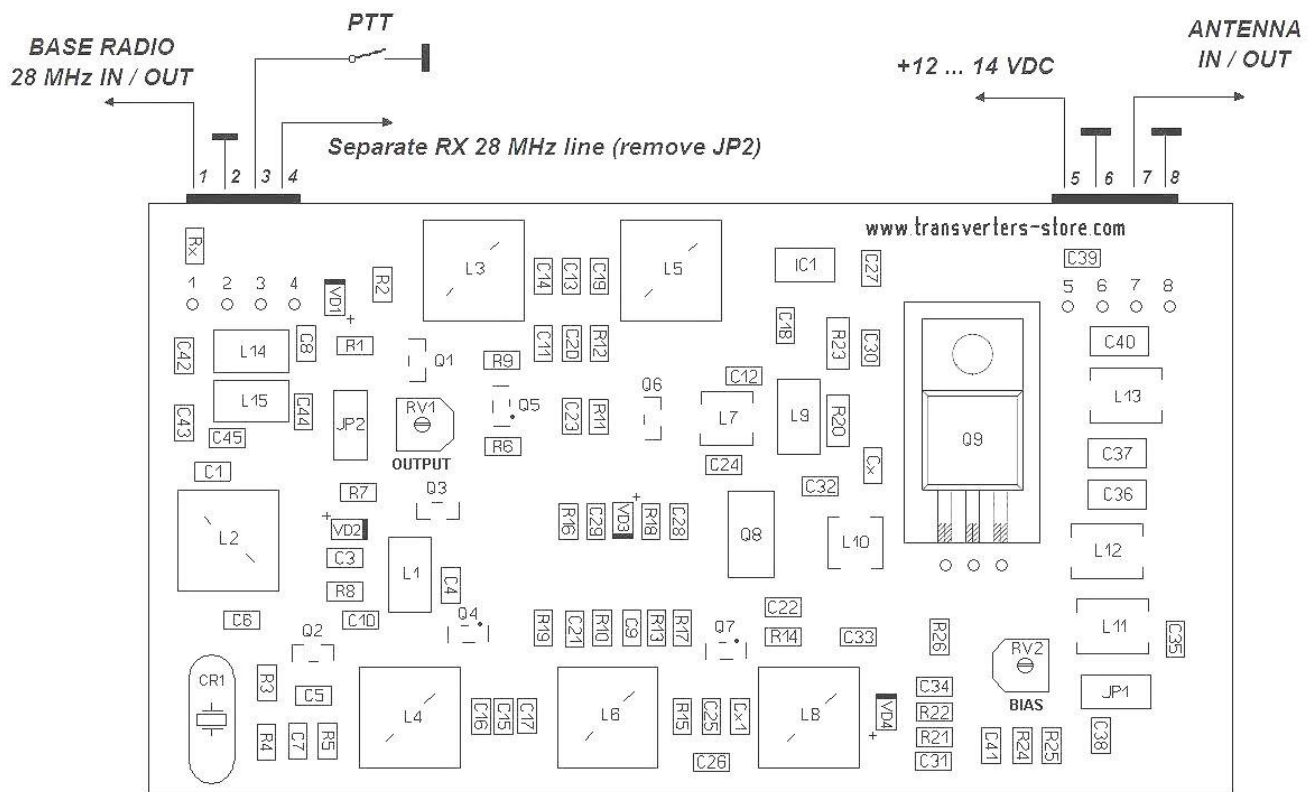 PTT
BASE RADIO
28 MHz IN / OUT
ANTENNA
IN / OUT
+12 ... 14 VDC
Separate RX 28 MHz line (remove JP2)
1 2 3 4
5 6 7 8
www.transverters-store.com
Rx
1 2 3 4
VD1
+
R2
L3
C14
C13
C19
L5
IC1
C27
C39
5 6 7 8
C42
L14
C8
R1
Q1
R9
C11
C20
R12
C18
R23
C30
C40
C43
L15
C44
C45
JP2
RV1
OUTPUT
Q5
R6
C23
R11
Q6
C12
L7
C24
L9
R20
Cx
C32
Q9
L13
C37
C36
C1
R7
Q3
L2
+
VD2
C3
R8
C10
L1
C4
Q4
R16
C29
+
VD3
R18
C28
Q8
L10
L12
C6
Q2
R19
C21
R10
C9
R13
R17
Q7
C22
R14
C33
R26
RV2
BIAS
L11
C35
CR1
R3
C5
R4
C7
R5
L4
C16
C15
C17
L6
R15
C25
Cx1
C26
L8
VD4
+
C34
R22
R21
C31
C41
R24
R25
JP1
C38